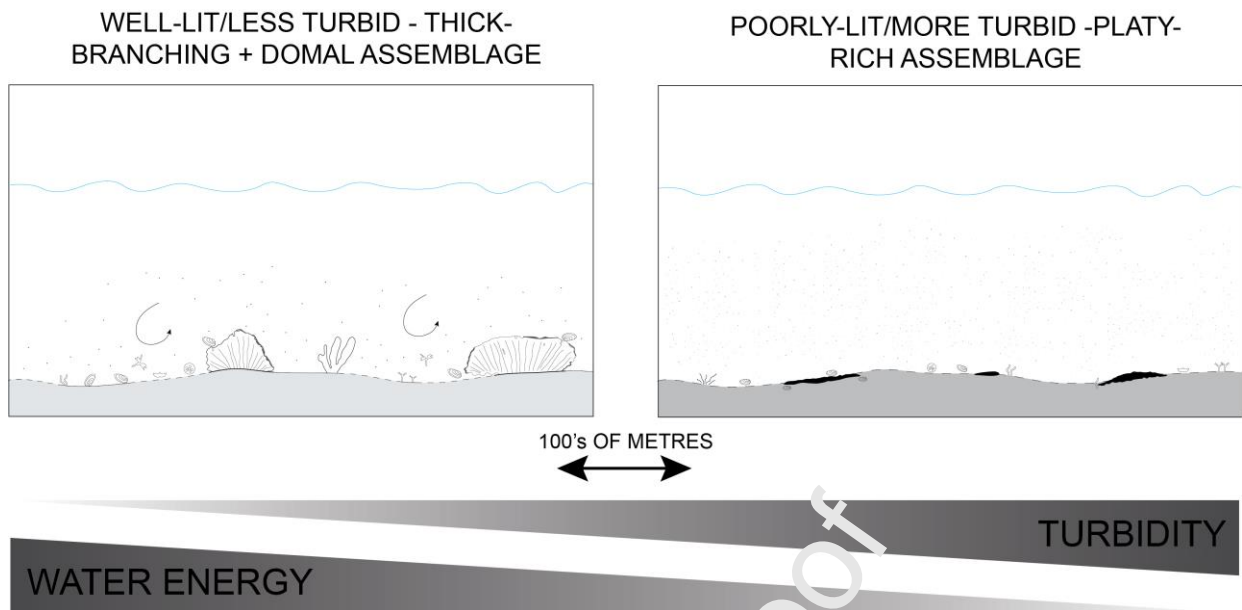 WELL-LIT/LESS TURBID - THICK-
BRANCHING + DOMAL ASSEMBLAGE
POORLY-LIT/MORE TURBID -PLATY-
RICH ASSEMBLAGE
100's OF METRES
TURBIDITY
WATER ENERGY